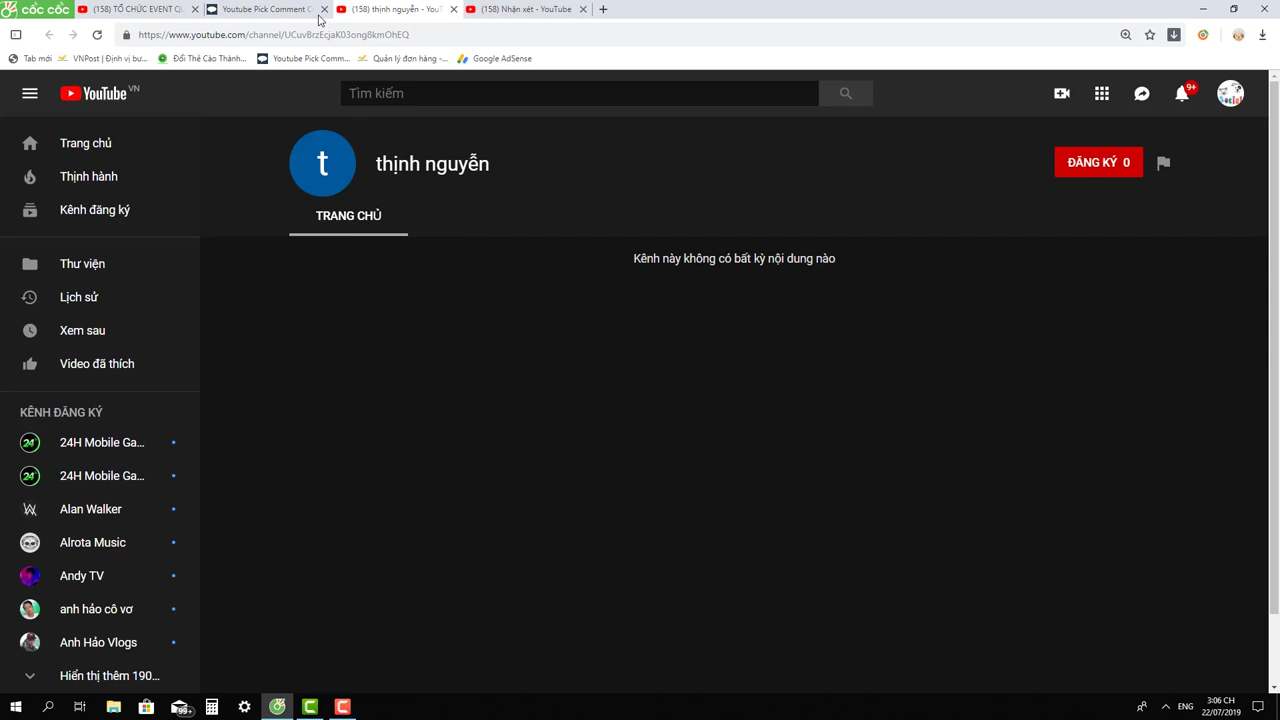 cốc cốc
(158) TỔ CHỨC EVENT Q
Youtube Pick Comment
(158) thịnh nguyễn - You
(158) Nhận xét - YouTube
https://www.youtube.com/channel/UCuvBrzEcjaK03ong8kmOhEQ
Tab mới
VNPost | Định vị bư...
Đổi Thẻ Cào Thành...
Youtube Pick Comm...
Quản lý đơn hàng -...
Google AdSense
YouTube VN
Tìm kiếm
9+
Social
Trang chủ
Thịnh hành
Kênh đăng ký
Thư viện
Lịch sử
Xem sau
Video đã thích
KÊNH ĐĂNG KÝ
24H Mobile Ga...
24H Mobile Ga...
Alan Walker
Alrota Music
Andy TV
anh hảo cô vơ
Anh Hảo Vlogs
Hiển thị thêm 190...
t
thịnh nguyễn
ĐĂNG KÝ 0
TRANG CHỦ
Kênh này không có bất kỳ nội dung nào
99+
ENG
3:06 CH
22/07/2019